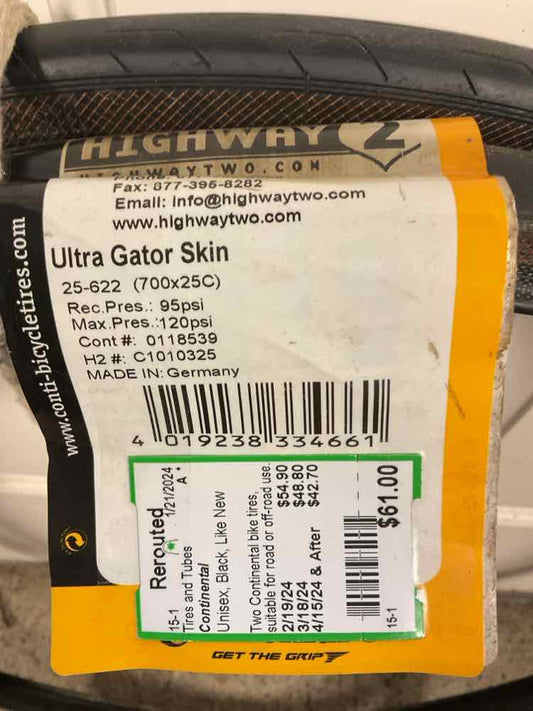 HIGHWAY 2
HIGHWAYTWO.COM
Fax: 877-395-8282
Email: info@highwaytwo.com
www.highwaytwo.com
www.conti-bicycletires.com
Ultra Gator Skin
25-622 (700x25C)
Rec.Pres.: 95psi
Max.Pres.:120psi
Cont #: 0118539
H2 #: C1010325
MADE IN: Germany
4 019238 334661
Rerouted
1/21/2024
A
15-1
Tires and Tubes
Continental
Unisex, Black, Like New
Two Continental bike tires,
suitable for road or off-road use.
2/19/24 $54.90
3/18/24 $48.80
4/15/24 & After $42.70
15-1
$61.00
GET THE GRIP